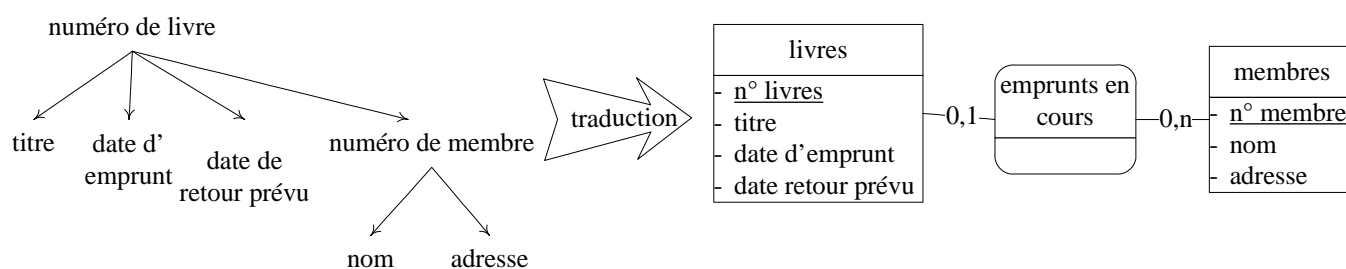 numéro de livre
titre
date d'
emprunt
date de
retour prévu
numéro de membre
nom
adresse
traduction
livres
- n° livres
- titre
- date d'emprunt
- date retour prévu
0,1
emprunts en
cours
0,n
membres
- n° membre
- nom
- adresse